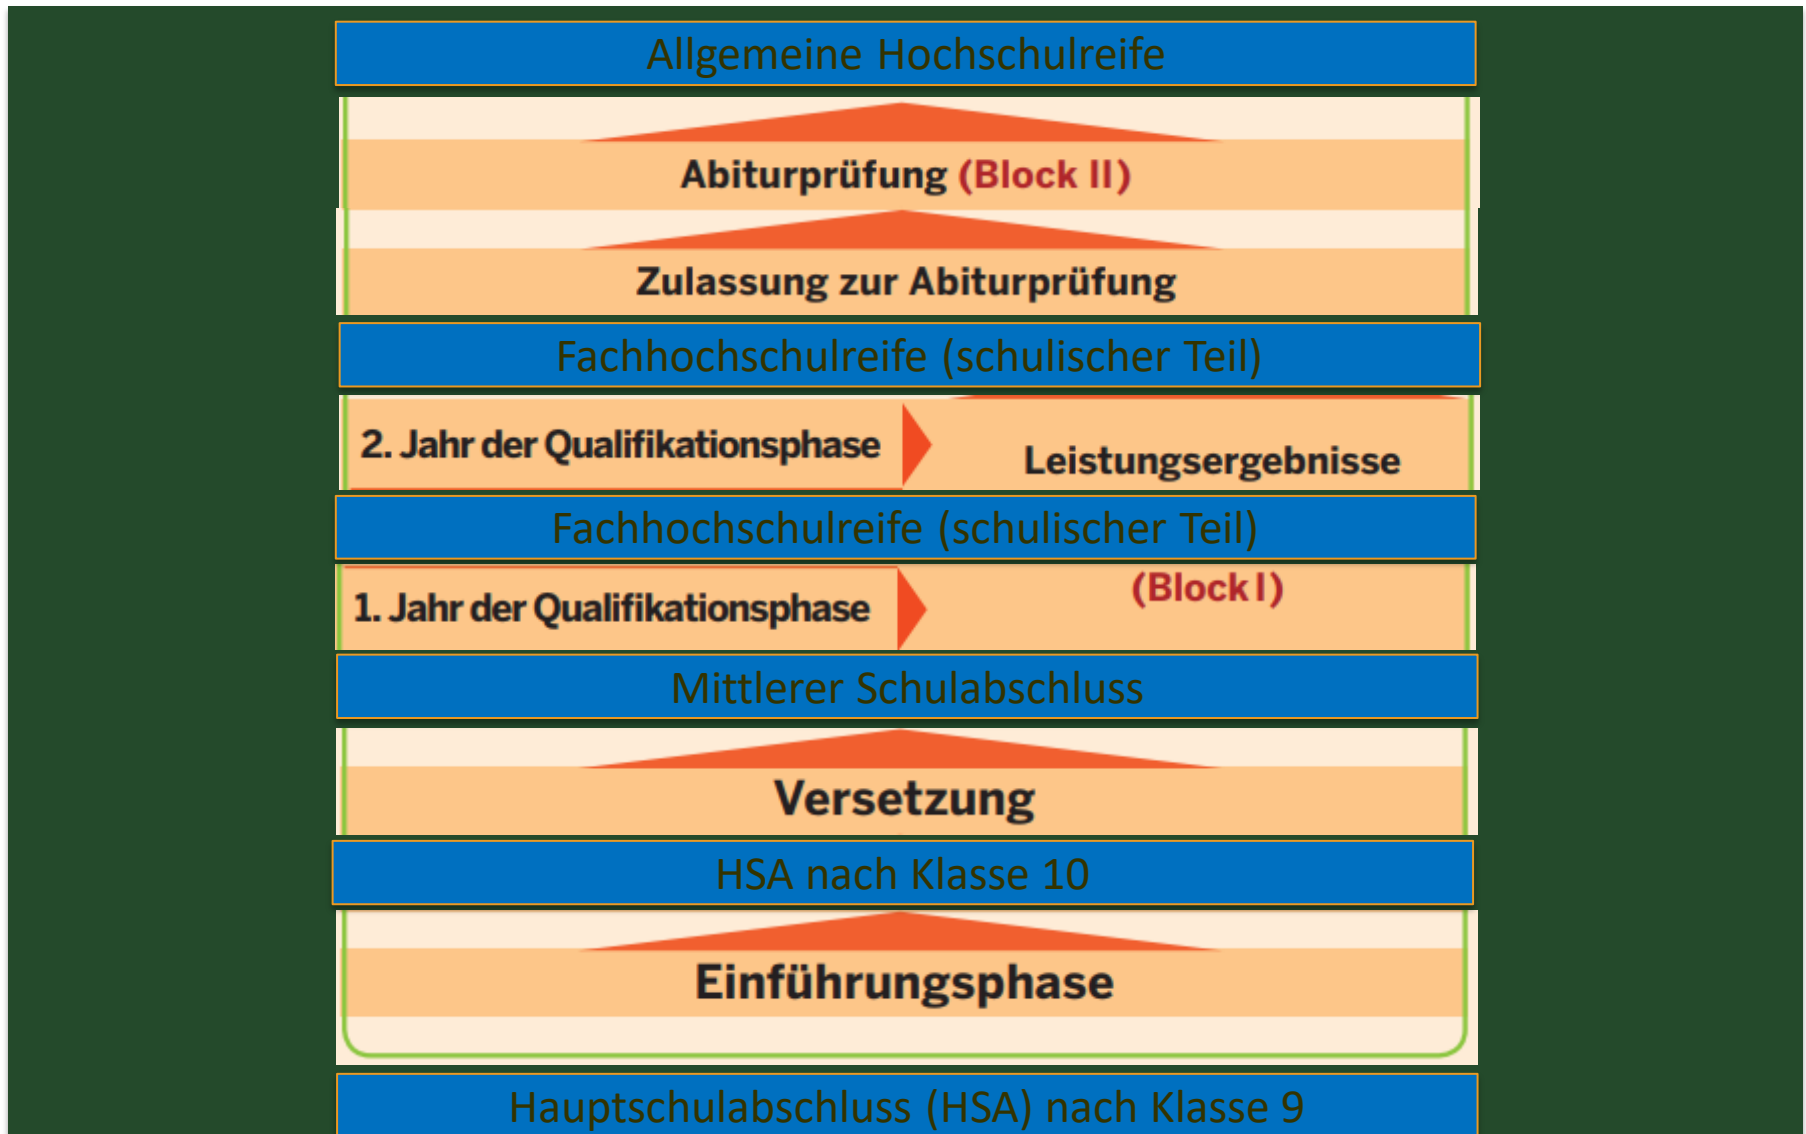 Allgemeine Hochschulreife
Abiturprüfung (Block II)
Zulassung zur Abiturprüfung
Fachhochschulreife (schulischer Teil)
2. Jahr der Qualifikationsphase
Leistungsergebnisse
Fachhochschulreife (schulischer Teil)
(Block I)
1. Jahr der Qualifikationsphase
Mittlerer Schulabschluss
Versetzung
HSA nach Klasse 10
Einführungsphase
Hauptschulabschluss (HSA) nach Klasse 9